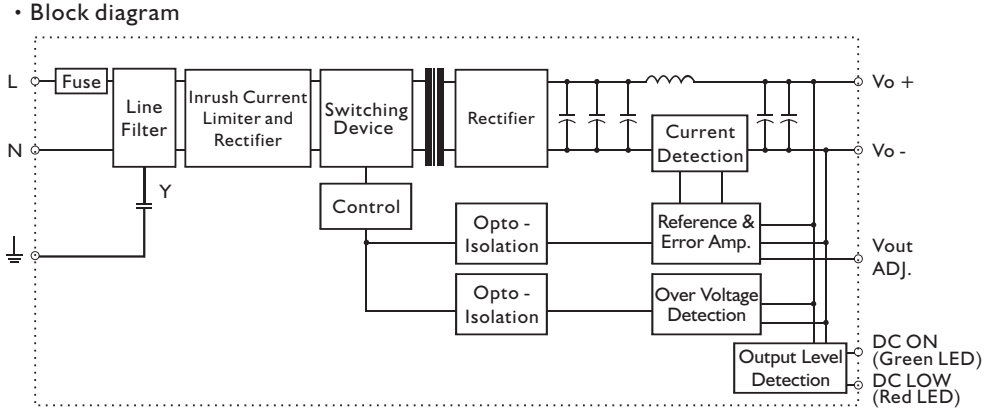 • Block diagram
L
Fuse
Line
Filter
Inrush Current
Limiter and
Rectifier
Switching
Device
Rectifier
Current
Detection
Vo +
N
Vo -
Y
Control
Opto -
Isolation
Reference &
Error Amp.
Vout
ADJ.
Opto -
Isolation
Over Voltage
Detection
Output Level
Detection
DC ON
(Green LED)
DC LOW
(Red LED)